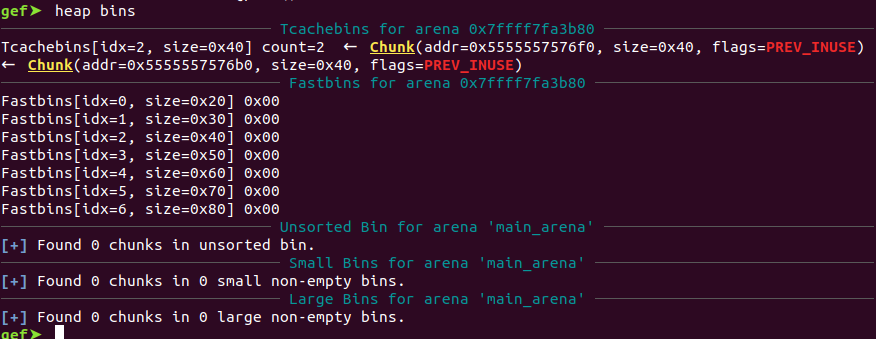 gef➤ heap bins
Tcachebins for arena 0x7ffff7fa3b80
Tcachebins[idx=2, size=0x40] count=2 ← Chunk(addr=0x5555557576f0, size=0x40, flags=PREV_INUSE)
← Chunk(addr=0x5555557576b0, size=0x40, flags=PREV_INUSE)
Fastbins for arena 0x7ffff7fa3b80
Fastbins[idx=0, size=0x20] 0x00
Fastbins[idx=1, size=0x30] 0x00
Fastbins[idx=2, size=0x40] 0x00
Fastbins[idx=3, size=0x50] 0x00
Fastbins[idx=4, size=0x60] 0x00
Fastbins[idx=5, size=0x70] 0x00
Fastbins[idx=6, size=0x80] 0x00
Unsorted Bin for arena 'main_arena'
[+] Found 0 chunks in unsorted bin.
Small Bins for arena 'main_arena'
[+] Found 0 chunks in 0 small non-empty bins.
Large Bins for arena 'main_arena'
[+] Found 0 chunks in 0 large non-empty bins.
gef➤